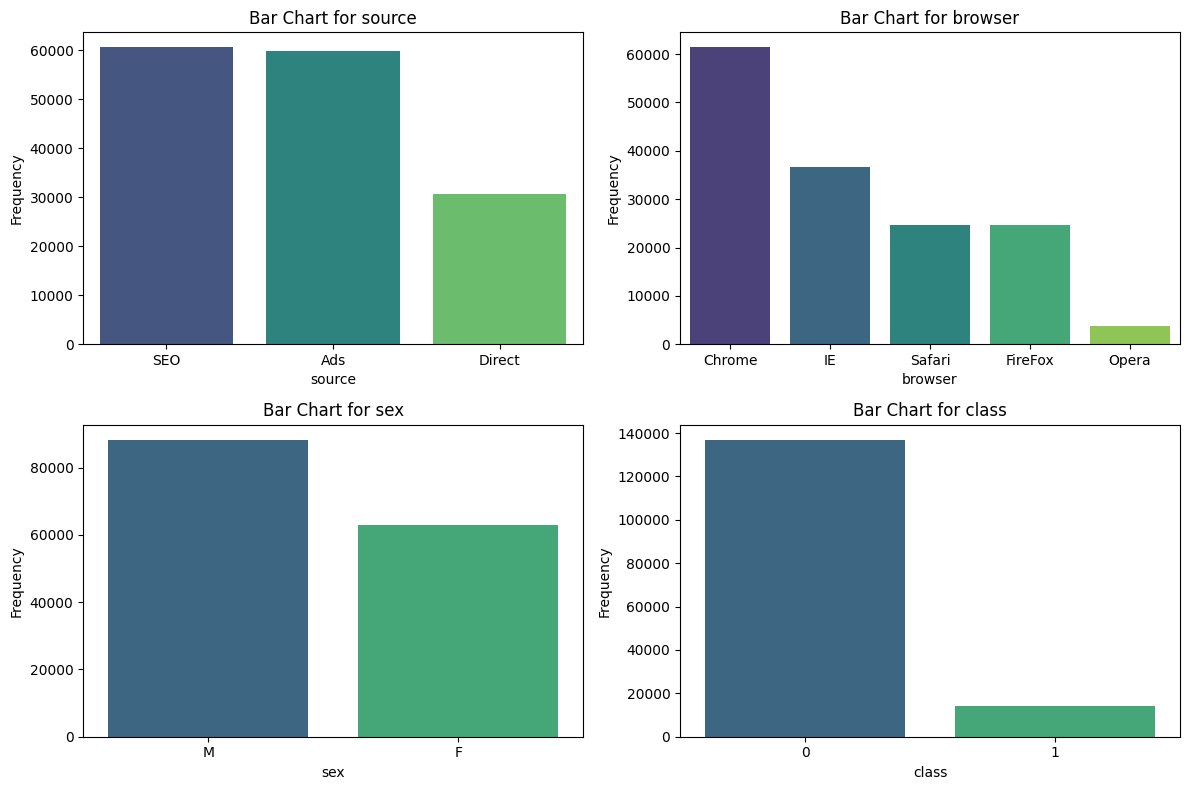 Bar Chart for source
Frequency
60000
50000
40000
30000
20000
10000
0
SEO Ads Direct
source
Bar Chart for browser
Frequency
60000
50000
40000
30000
20000
10000
0
Chrome IE Safari FireFox Opera
browser
Bar Chart for sex
Frequency
80000
60000
40000
20000
0
M F
sex
Bar Chart for class
Frequency
140000
120000
100000
80000
60000
40000
20000
0
0 1
class